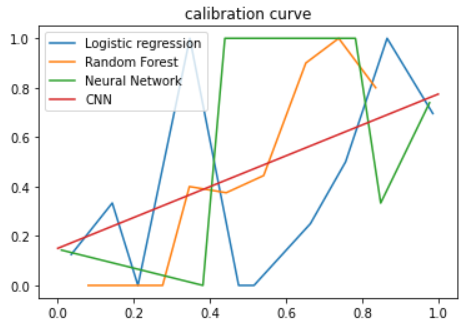 calibration curve
Logistic regression
Random Forest
Neural Network
CNN
1.0
0.8
0.6
0.4
0.2
0.0
0.0 0.2 0.4 0.6 0.8 1.0